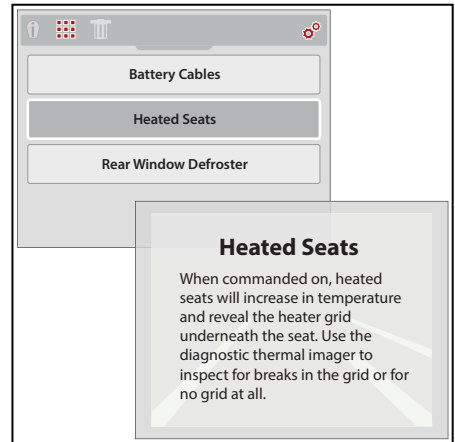 Battery Cables
Heated Seats
Rear Window Defroster
Heated Seats
When commanded on, heated
seats will increase in temperature
and reveal the heater grid
underneath the seat. Use the
diagnostic thermal imager to
inspect for breaks in the grid or for
no grid at all.